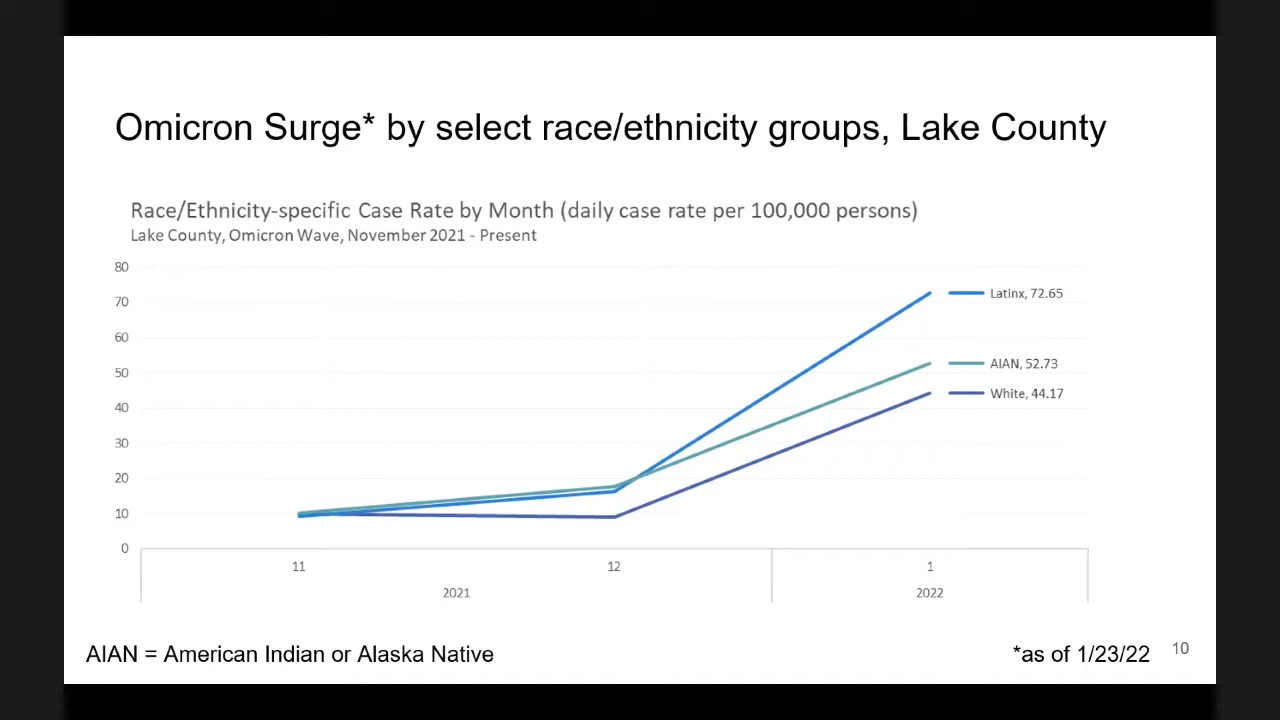 Omicron Surge* by select race/ethnicity groups, Lake County
Race/Ethnicity-specific Case Rate by Month (daily case rate per 100,000 persons)
Lake County, Omicron Wave, November 2021 - Present
80
70
60
50
40
30
20
10
0
Latinx, 72.65
AIAN, 52.73
White, 44.17
11 12 1
2021 2022
AIAN = American Indian or Alaska Native
*as of 1/23/22 10